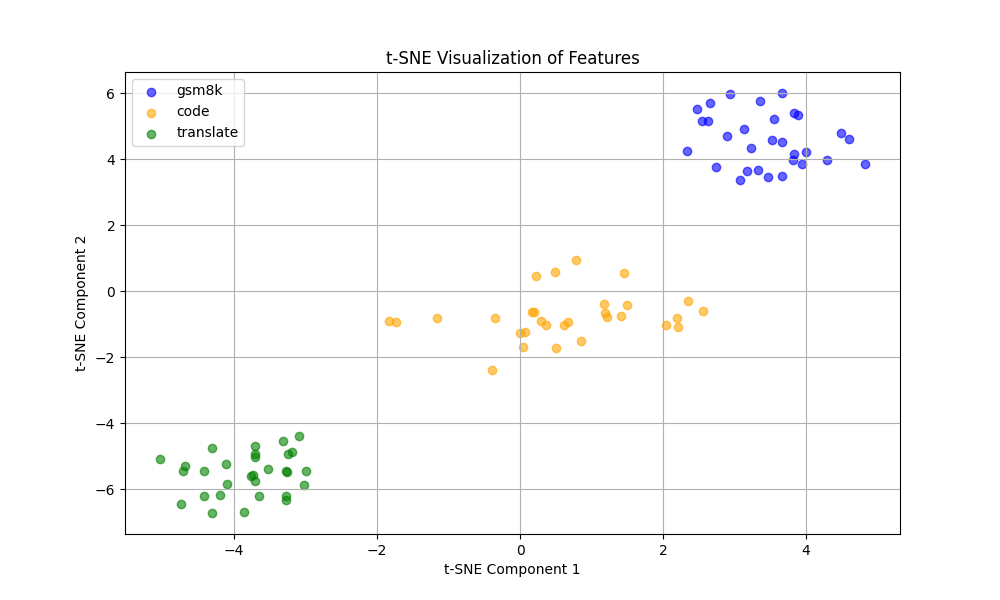 t-SNE Visualization of Features
gsm8k
code
translate
6
4
2
0
−2
−4
−6
t-SNE Component 2
−4
−2
0
2
4
t-SNE Component 1